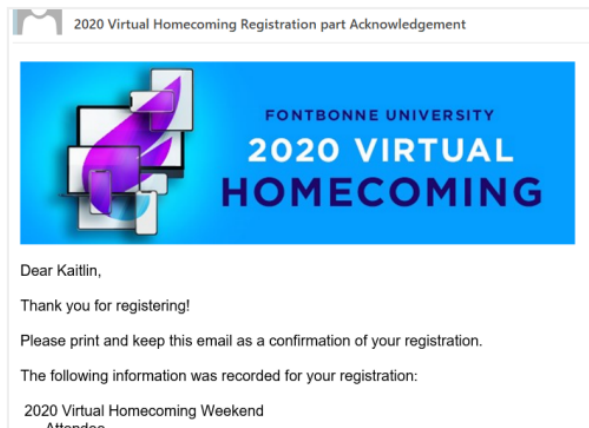 2020 Virtual Homecoming Registration part Acknowledgement
FONTBONNE UNIVERSITY
2020 VIRTUAL
HOMECOMING
Dear Kaitlin,
Thank you for registering!
Please print and keep this email as a confirmation of your registration.
The following information was recorded for your registration:
2020 Virtual Homecoming Weekend
Attendee